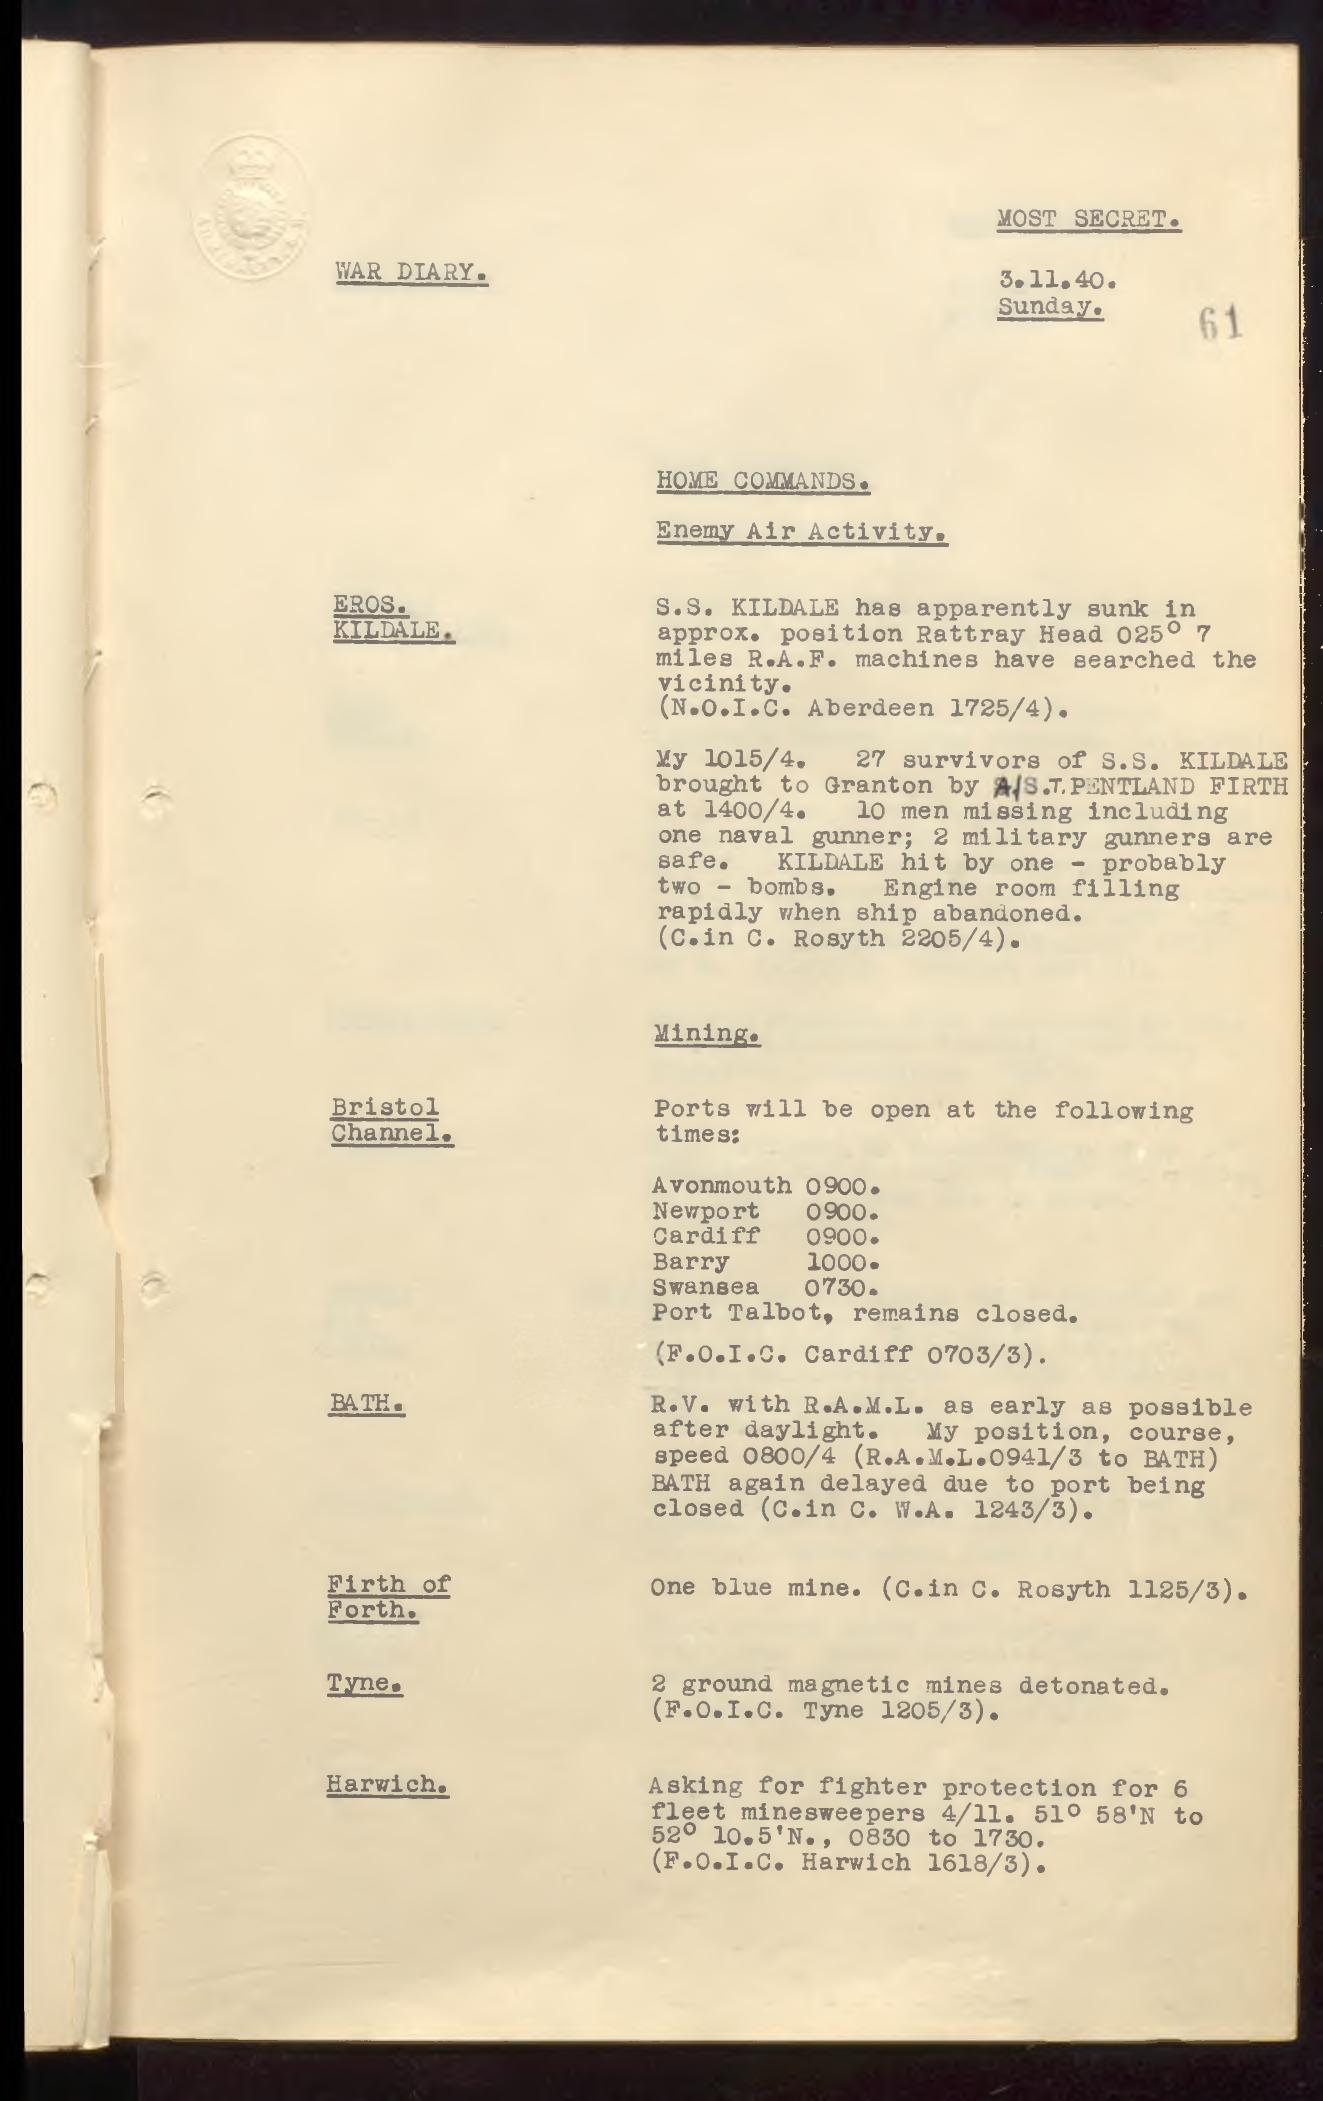 MOST SECRET.
WAR DIARY.
3.11.40.
Sunday.
61
HOME COMMANDS.
Enemy Air Activity.
EROS.
KILDALE.
S.S. KILDALE has apparently sunk in
approx. position Rattray Head 025° 7
miles R.A.F. machines have searched the
vicinity.
(N.O.I.C. Aberdeen 1725/4).
My 1015/4. 27 survivors of S.S. KILDALE
brought to Granton by A/S.T.PENTLAND FIRTH
at 1400/4. 10 men missing including
one naval gunner; 2 military gunners are
safe. KILDALE hit by one - probably
two - bombs. Engine room filling
rapidly when ship abandoned.
(C.in C. Rosyth 2205/4).
Mining.
Bristol
Channel.
Ports will be open at the following
times:
Avonmouth 0900.
Newport 0900.
Cardiff 0900.
Barry 1000.
Swansea 0730.
Port Talbot, remains closed.
(F.O.I.C. Cardiff 0703/3).
BATH.
R.V. with R.A.M.L. as early as possible
after daylight. My position, course,
speed 0800/4 (R.A.M.L.0941/3 to BATH)
BATH again delayed due to port being
closed (C.in C. W.A. 1243/3).
Firth of
Forth.
One blue mine. (C.in C. Rosyth 1125/3).
Tyne.
2 ground magnetic mines detonated.
(F.O.I.C. Tyne 1205/3).
Harwich.
Asking for fighter protection for 6
fleet minesweepers 4/11. 51° 58'N to
52° 10.5'N., 0830 to 1730.
(F.O.I.C. Harwich 1618/3).